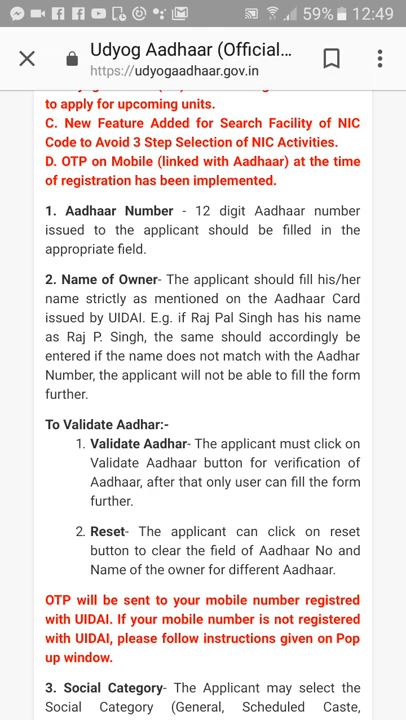 59% 12:49
Udyog Aadhaar (Official...
https://udyogaadhaar.gov.in
to apply for upcoming units.
C. New Feature Added for Search Facility of NIC
Code to Avoid 3 Step Selection of NIC Activities.
D. OTP on Mobile (linked with Aadhaar) at the time
of registration has been implemented.
1. Aadhaar Number - 12 digit Aadhaar number
issued to the applicant should be filled in the
appropriate field.
2. Name of Owner- The applicant should fill his/her
name strictly as mentioned on the Aadhaar Card
issued by UIDAI. E.g. if Raj Pal Singh has his name
as Raj P. Singh, the same should accordingly be
entered if the name does not match with the Aadhar
Number, the applicant will not be able to fill the form
further.
To Validate Aadhar:-
1. Validate Aadhar- The applicant must click on
Validate Aadhaar button for verification of
Aadhaar, after that only user can fill the form
further.
2. Reset- The applicant can click on reset
button to clear the field of Aadhaar No and
Name of the owner for different Aadhaar.
OTP will be sent to your mobile number registred
with UIDAI. If your mobile number is not registered
with UIDAI, please follow instructions given on Pop
up window.
3. Social Category- The Applicant may select the
Social Category (General, Scheduled Caste,